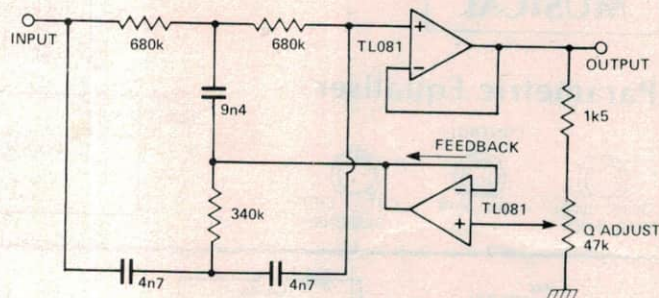 INPUT
680k
680k
TL081
+
−
OUTPUT
9n4
1k5
FEEDBACK
−
+
TL081
340k
Q ADJUST
47k
4n7
4n7